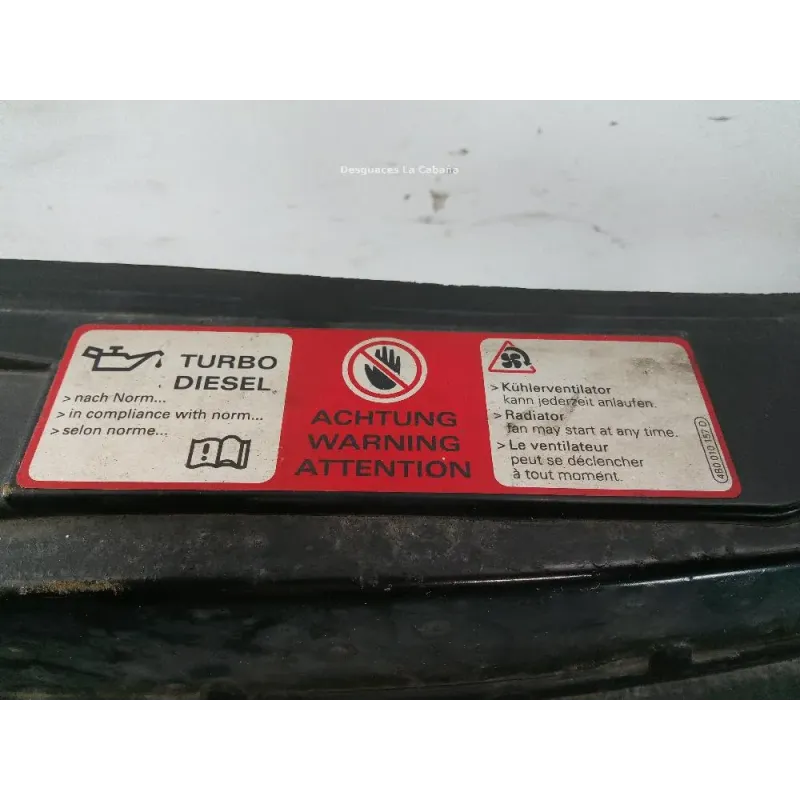 Desguaces La Cabaña
TURBO
DIESEL
> nach Norm...
> in compliance with norm...
> selon norme...
ACHTUNG
WARNING
ATTENTION
> Kühlerventilator
kann jederzeit anlaufen.
> Radiator
fan may start at any time.
> Le ventilateur
peut se déclencher
à tout moment.
4B0 010 157 D